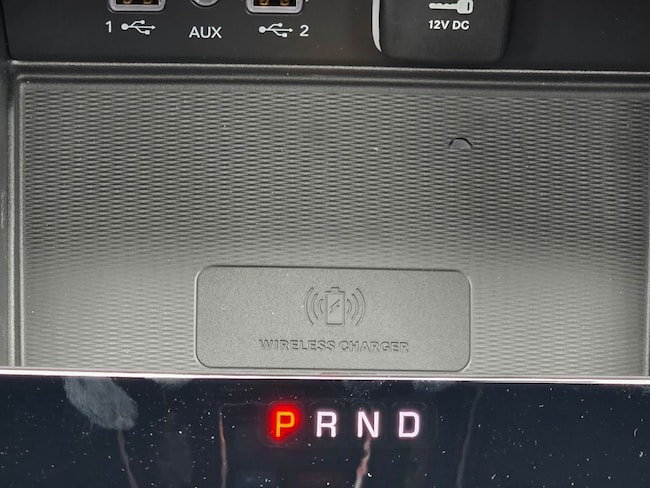 1 AUX 2
12V DC
WIRELESS CHARGER
P R N D